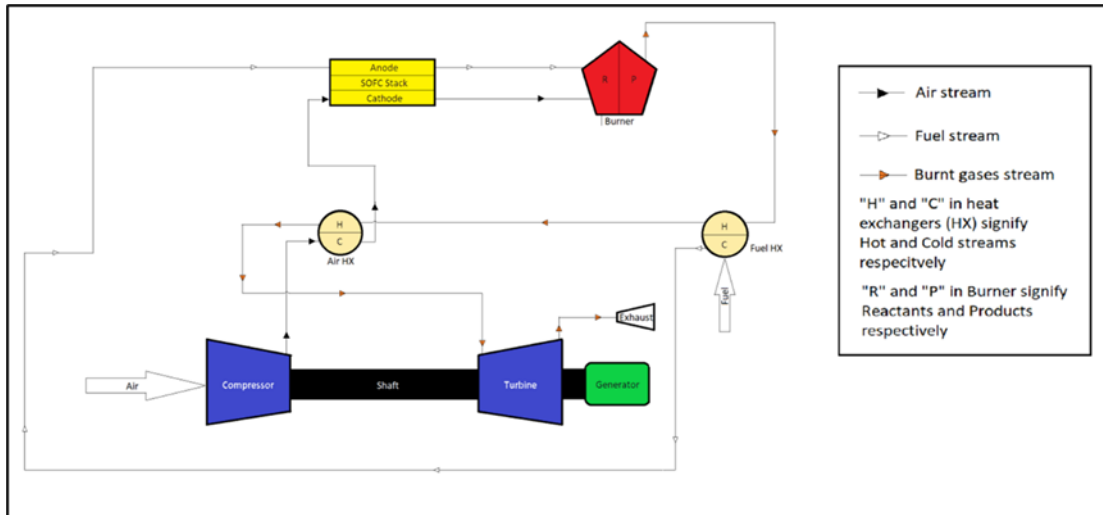 Anode
SOFC Stack
Cathode
R
P
Burner
Air stream
Fuel stream
Burnt gases stream
"H" and "C" in heat
exchangers (HX) signify
Hot and Cold streams
respecitvely
"R" and "P" in Burner signify
Reactants and Products
respectively
H
C
Air HX
H
C
Fuel HX
Fuel
Exhaust
Air
Compressor
Shaft
Turbine
Generator